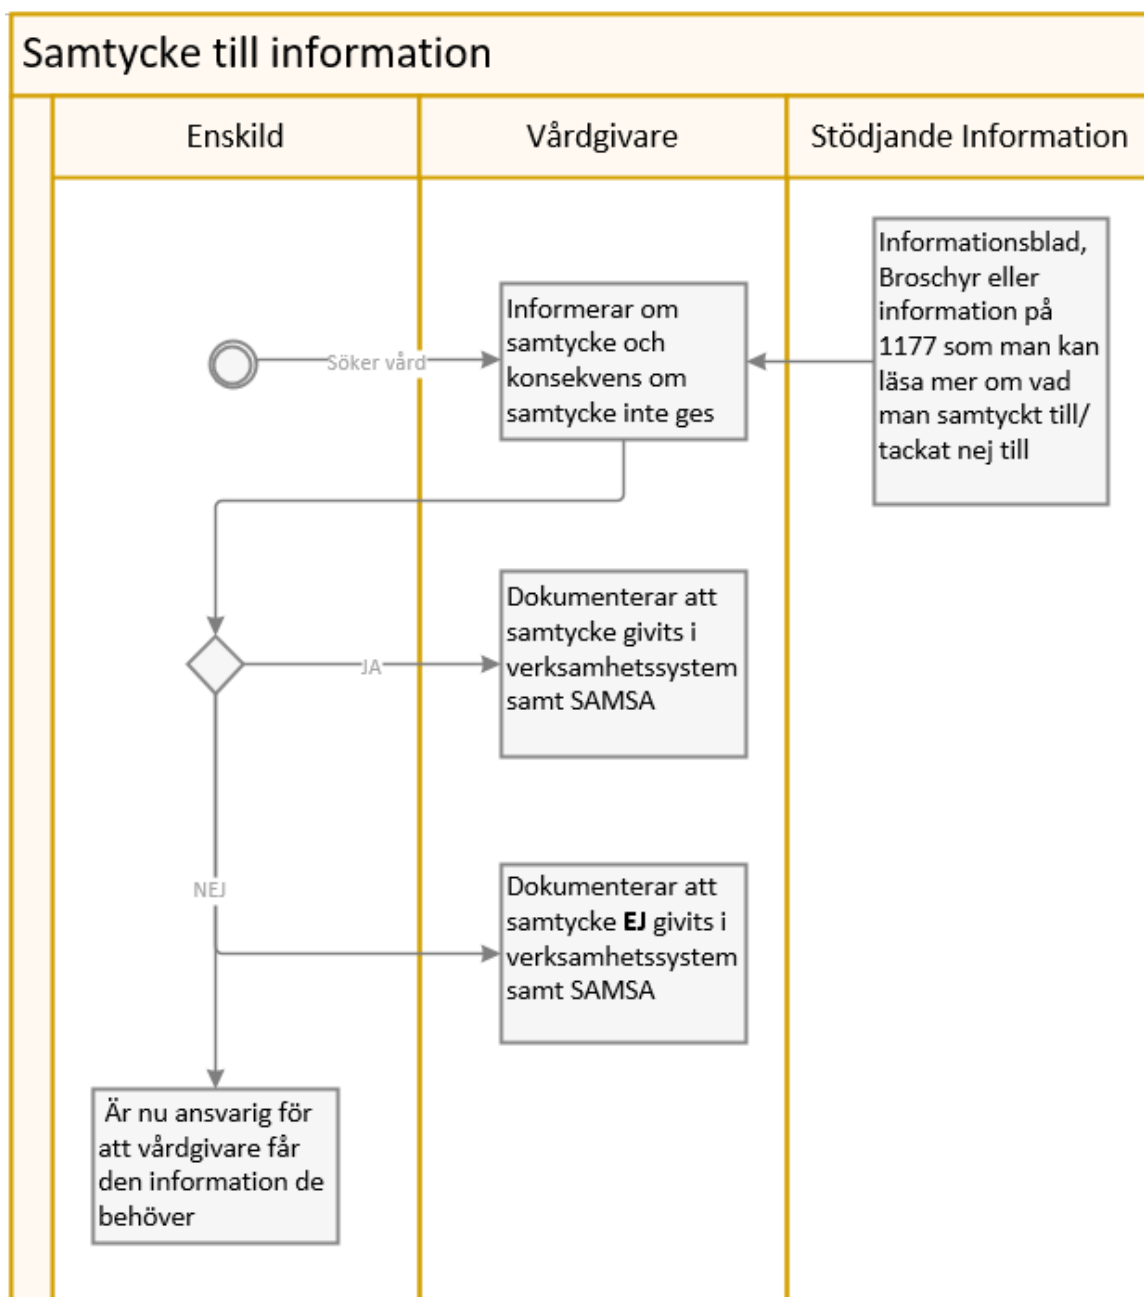 Samtycke till information
Enskild
Vårdgivare
Stödjande Information
Informationsblad,
Broschyr eller
information på
1177 som man kan
läsa mer om vad
man samtyckt till/
tackat nej till
Informerar om
samtycke och
konsekvens om
samtycke inte ges
Söker vård
Dokumenterar att
samtycke givits i
verksamhetssystem
samt SAMSA
JA
NEJ
Dokumenterar att
samtycke EJ givits i
verksamhetssystem
samt SAMSA
Är nu ansvarig för
att vårdgivare får
den information de
behöver